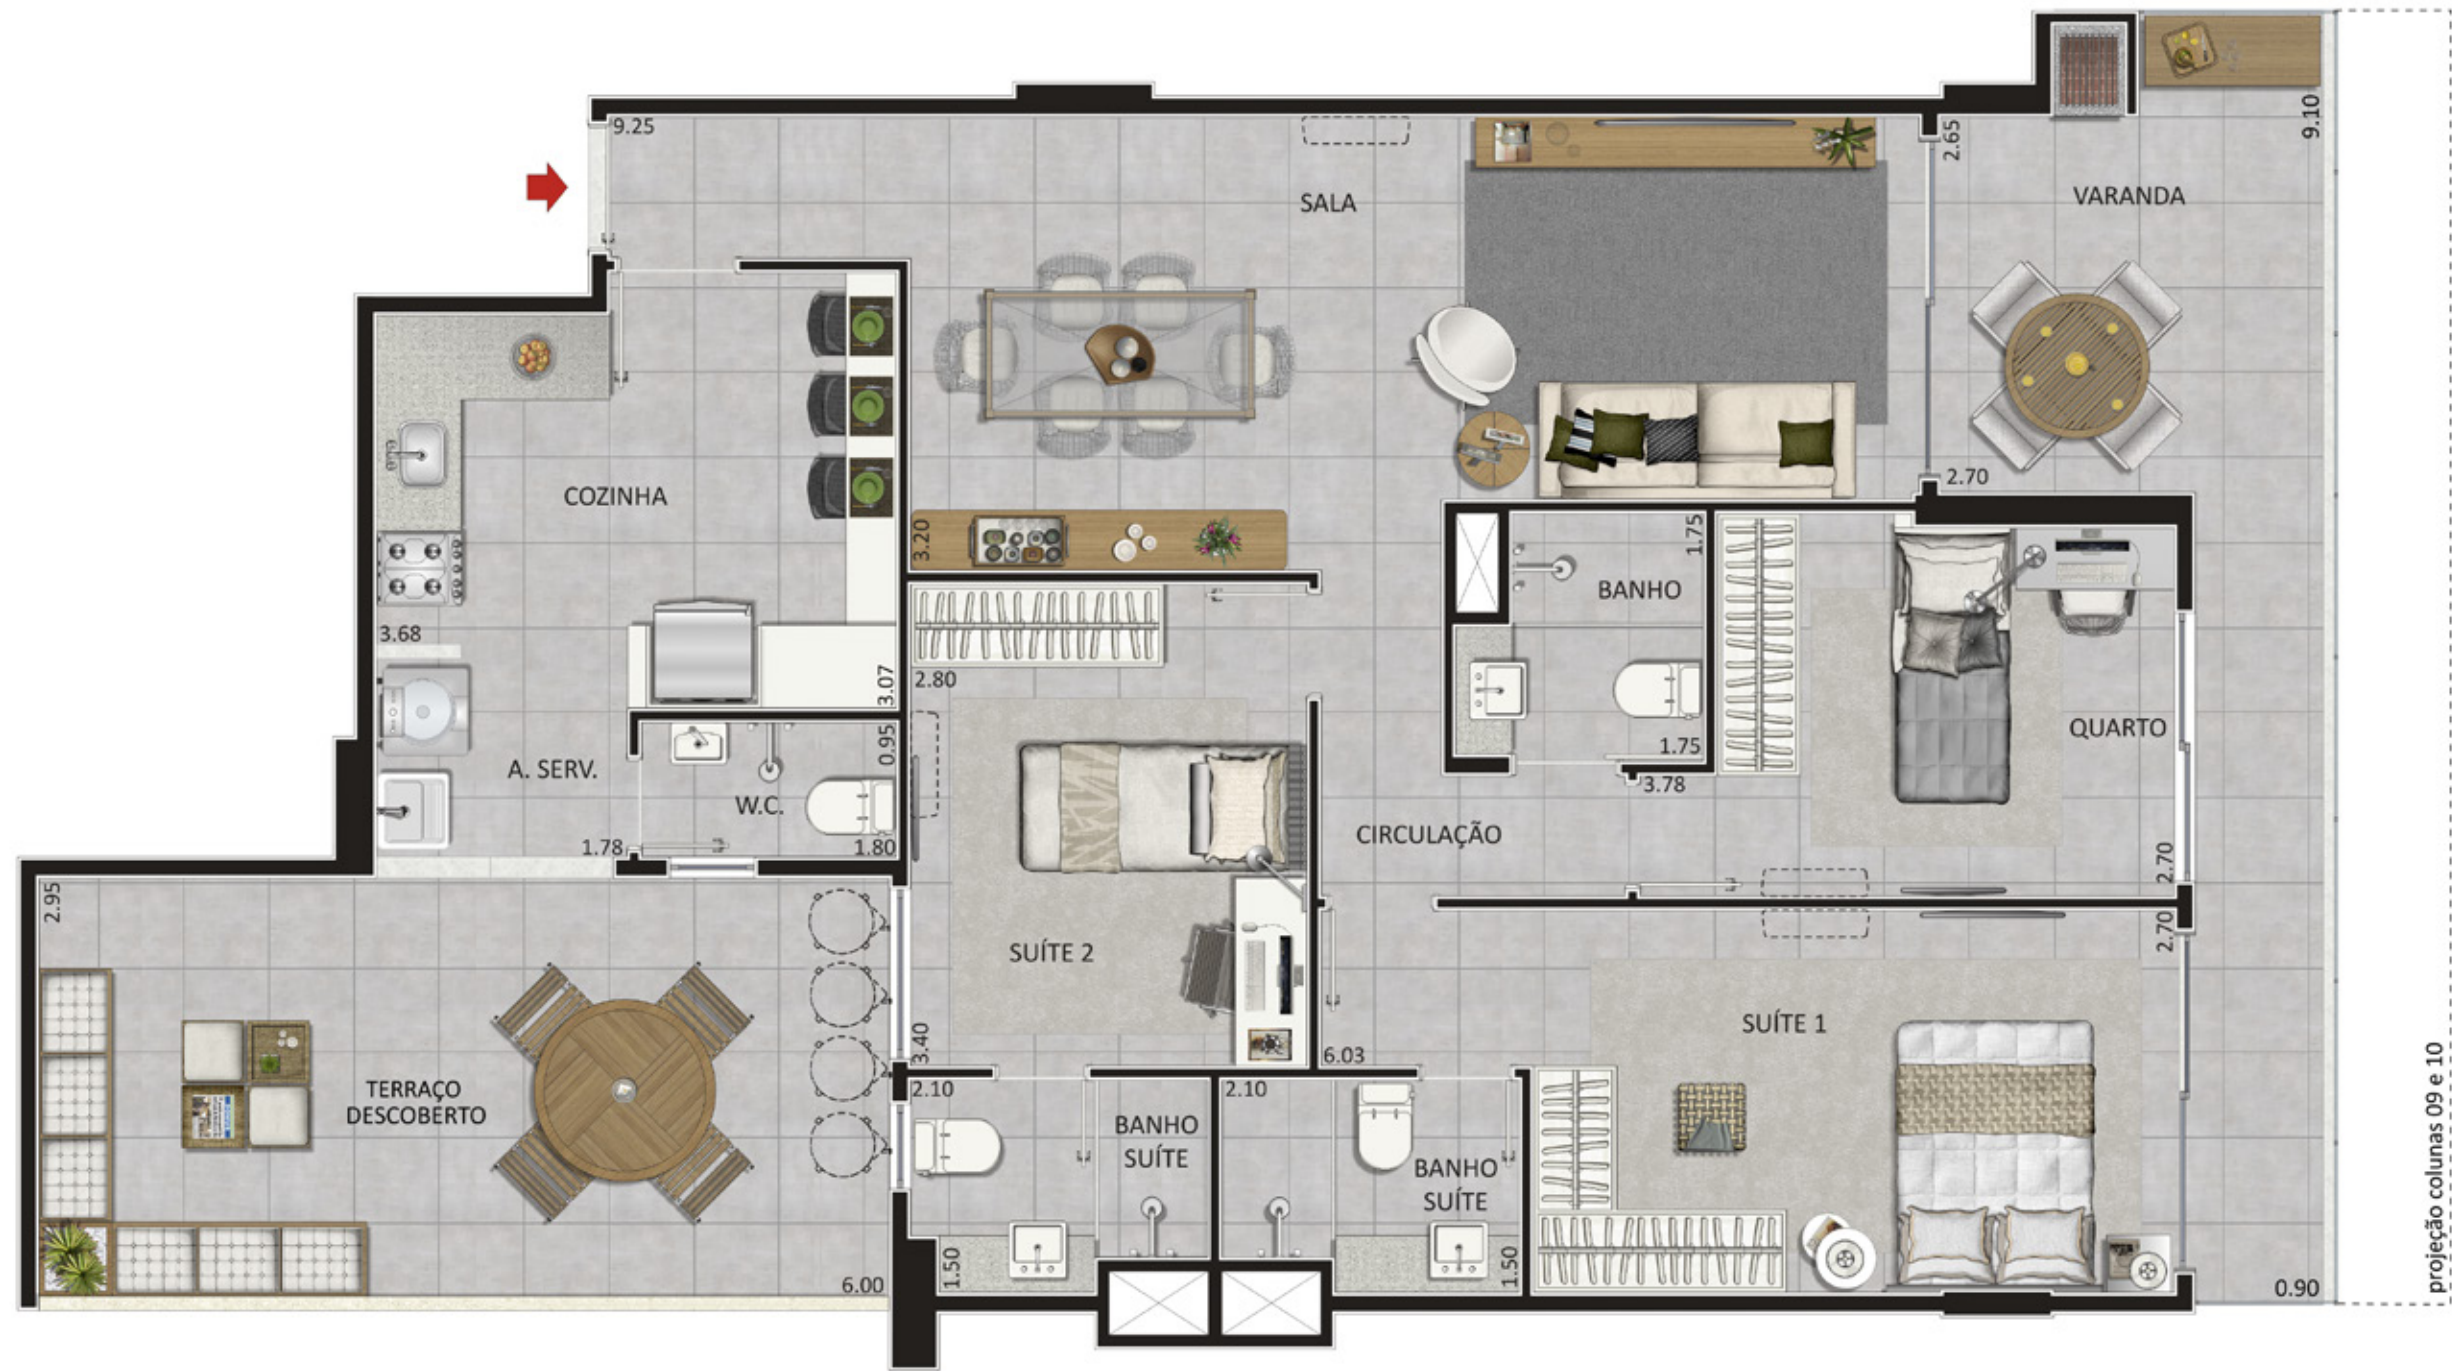 9.25
2.65
9.10
SALA
VARANDA
2.70
COZINHA
3.20
1.75
BANHO
3.68
3.07
2.80
QUARTO
0.95
1.75
A. SERV.
W.C.
3.78
1.78
1.80
CIRCULAÇÃO
2.70
2.95
2.70
SUÍTE 2
SUÍTE 1
3.40
6.03
TERRAÇO
DESCOBERTO
2.10
2.10
BANHO
SUÍTE
BANHO
SUÍTE
1.50
1.50
6.00
0.90
projeção colunas 09 e 10